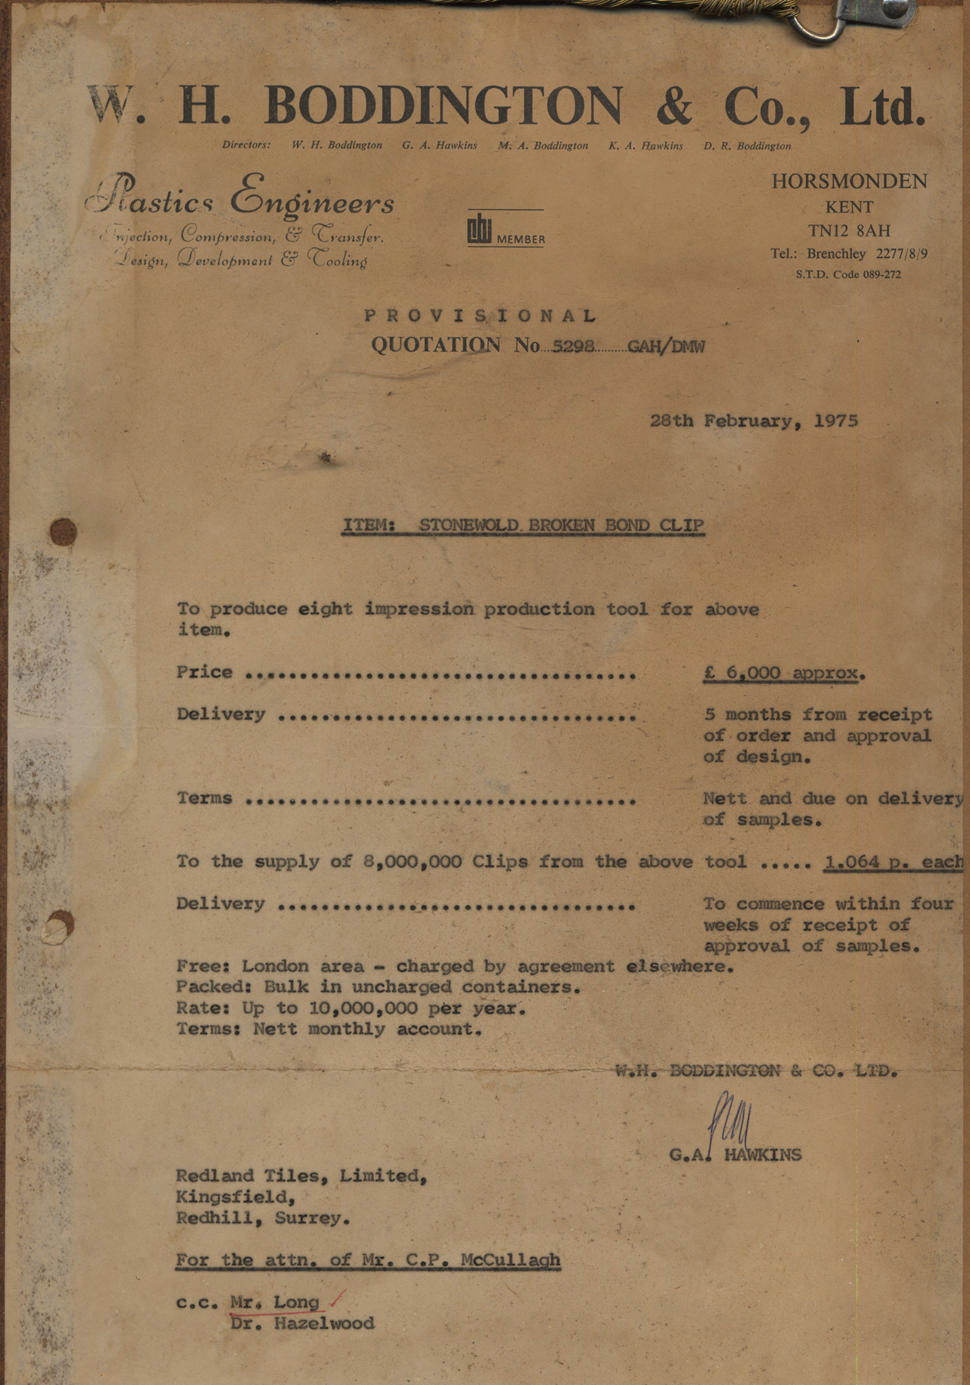 W. H. BODDINGTON & Co., Ltd.
Directors: W. H. Boddington G. A. Hawkins M. A. Boddington K. A. Hawkins D. R. Boddington
Plastics Engineers
Injection, Compression, & Transfer.
Design, Development & Tooling
MEMBER
HORSMONDEN
KENT
TN12 8AH
Tel.: Brenchley 2277/8/9
S.T.D. Code 089-272
PROVISIONAL
QUOTATION No...5298.........GAH/DMW
28th February, 1975
ITEM: STONEWOLD BROKEN BOND CLIP
To produce eight impression production tool for above
item.
Price .................................... £ 6,000 approx.
Delivery ................................. 5 months from receipt
of order and approval
of design.
Terms .................................... Nett and due on delivery
of samples.
To the supply of 8,000,000 Clips from the above tool ..... 1.064 p. each
Delivery ................................. To commence within four
weeks of receipt of
approval of samples.
Free: London area - charged by agreement elsewhere.
Packed: Bulk in uncharged containers.
Rate: Up to 10,000,000 per year.
Terms: Nett monthly account.
W.H. BODDINGTON & CO. LTD.
G.A. HAWKINS
Redland Tiles, Limited,
Kingsfield,
Redhill, Surrey.
For the attn. of Mr. C.P. McCullagh
c.c. Mr. Long
Dr. Hazelwood